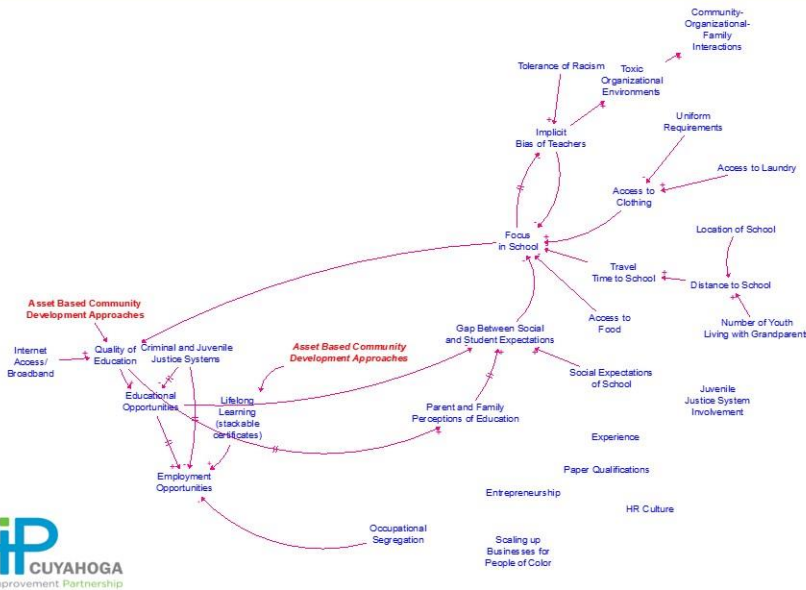 Community-
Organizational-
Family
Interactions
Tolerance of Racism
Toxic
Organizational
Environments
Uniform
Requirements
Implicit
Bias of Teachers
Access to Laundry
Access to
Clothing
Location of School
Focus
in School
Travel
Time to School
Distance to School
Number of Youth
Living with Grandparent
Access to
Food
Asset Based Community
Development Approaches
Internet
Access/
Broadband
Quality of
Education
Criminal and Juvenile
Justice Systems
Asset Based Community
Development Approaches
Gap Between Social
and Student Expectations
Social Expectations
of School
Educational
Opportunities
Lifelong
Learning
(stackable
certificates)
Parent and Family
Perceptions of Education
Juvenile
Justice System
Involvement
Experience
Paper Qualifications
Employment
Opportunities
Entrepreneurship
HR Culture
Occupational
Segregation
Scaling up
Businesses for
People of Color
iP
CUYAHOGA
provement Partnership